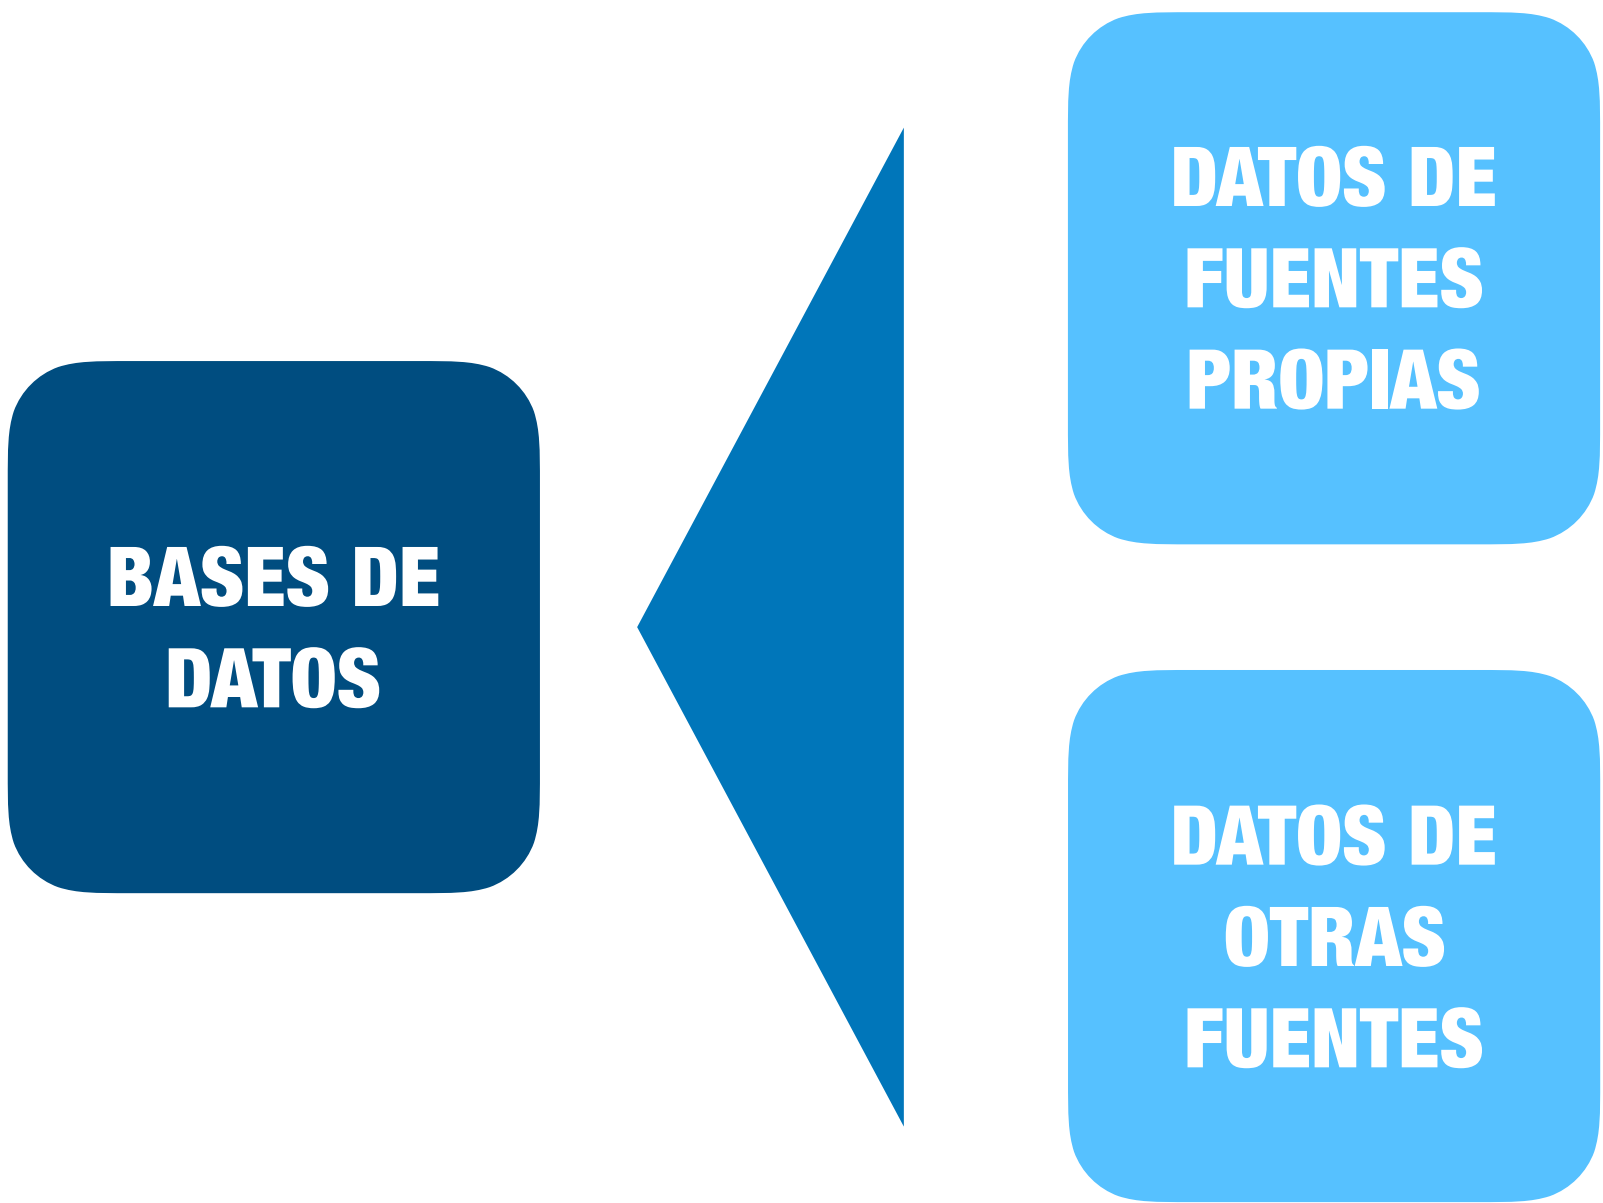 BASES DE
DATOS
DATOS DE
FUENTES
PROPIAS
DATOS DE
OTRAS
FUENTES